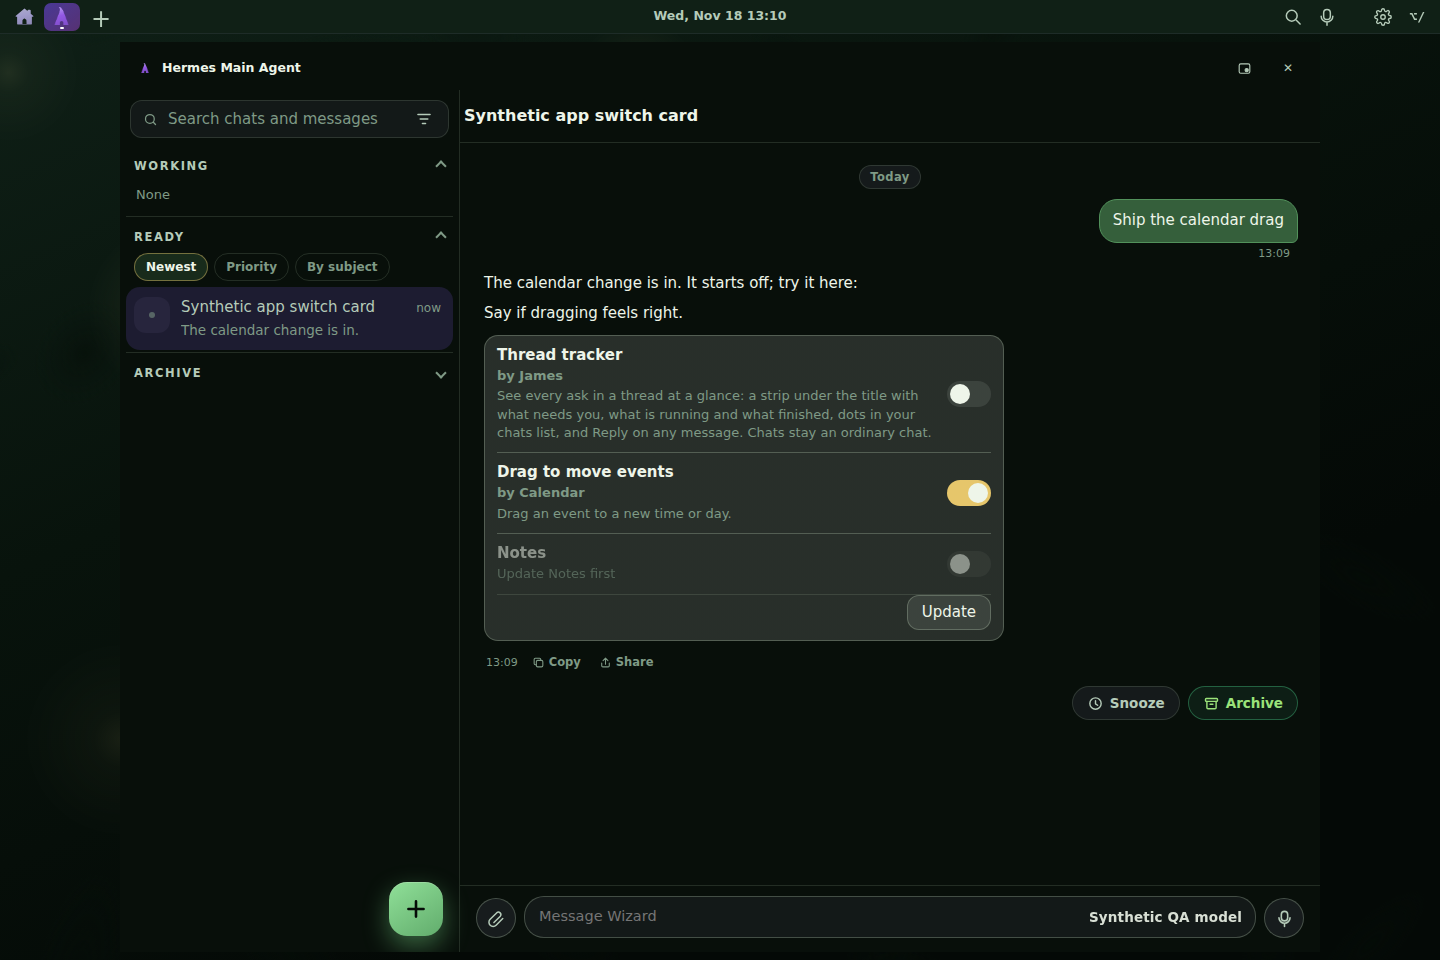 Wed, Nov 18 13:10
Hermes Main Agent
Search chats and messages
WORKING
None
READY
Newest
Priority
By subject
Synthetic app switch card
now
The calendar change is in.
ARCHIVE
Synthetic app switch card
Today
Ship the calendar drag
13:09
The calendar change is in. It starts off; try it here:
Say if dragging feels right.
Thread tracker
by James
See every ask in a thread at a glance: a strip under the title with
what needs you, what is running and what finished, dots in your
chats list, and Reply on any message. Chats stay an ordinary chat.
Drag to move events
by Calendar
Drag an event to a new time or day.
Notes
Update Notes first
Update
13:09
Copy
Share
Snooze
Archive
Message Wizard
Synthetic QA model